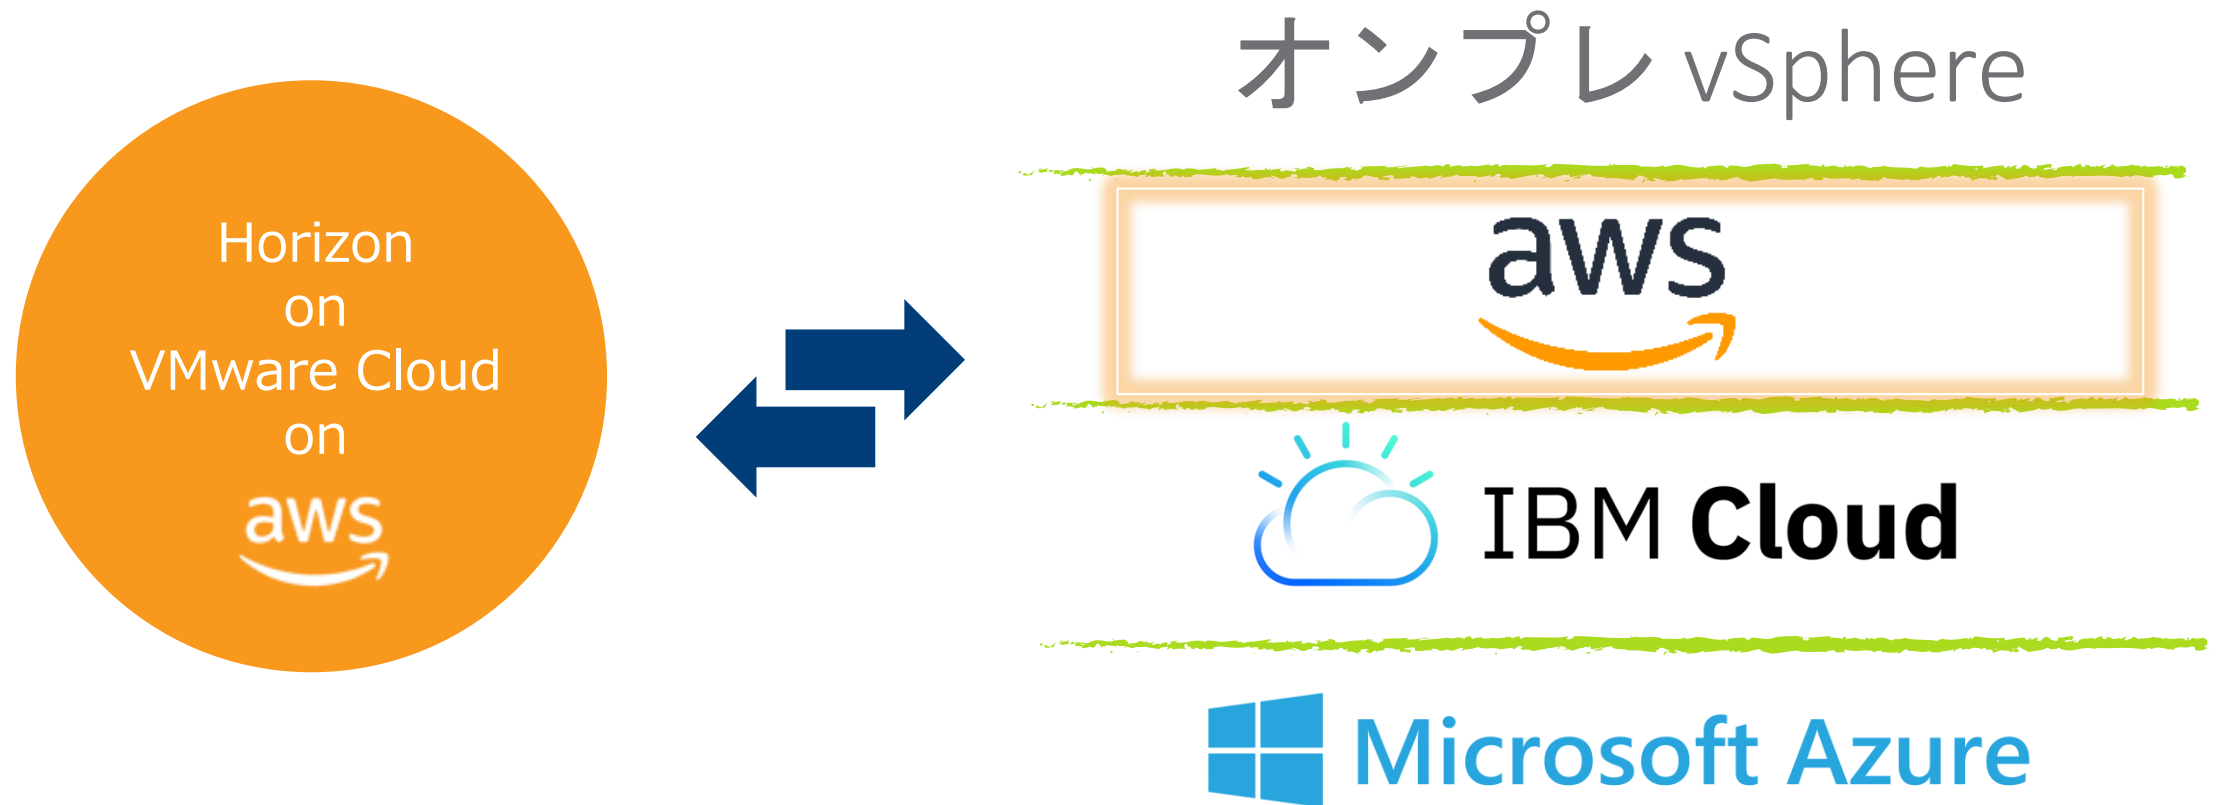 Horizon
on
VMware Cloud
on
aws
オンプレ vSphere
aws
IBM Cloud
Microsoft Azure